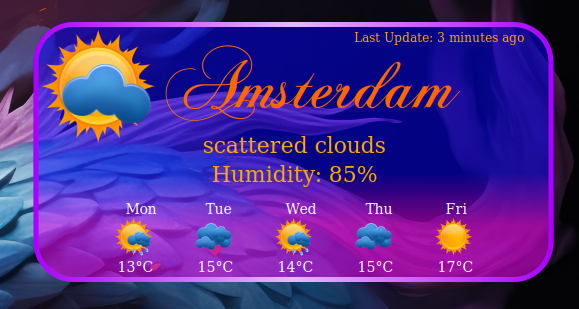 Last Update: 3 minutes ago
Amsterdam
scattered clouds
Humidity: 85%
Mon Tue Wed Thu Fri
13°C 15°C 14°C 15°C 17°C